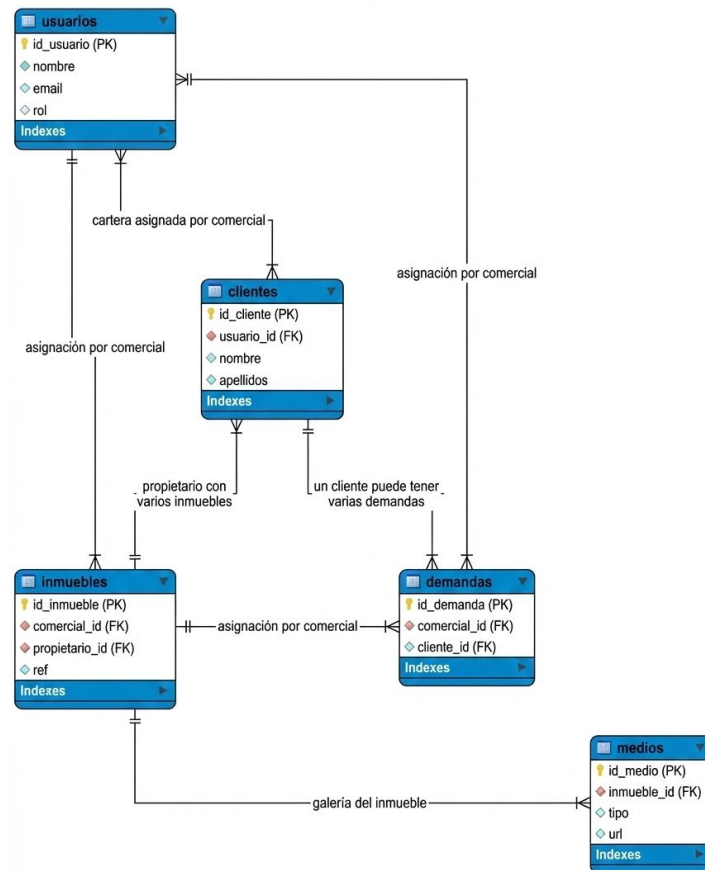 usuarios
id_usuario (PK)
nombre
email
rol
Indexes
cartera asignada por comercial
asignación por comercial
clientes
id_cliente (PK)
usuario_id (FK)
nombre
apellidos
Indexes
asignación por comercial
propietario con
varios inmuebles
un cliente puede tener
varias demandas
inmuebles
id_inmueble (PK)
comercial_id (FK)
propietario_id (FK)
ref
Indexes
asignación por comercial
demandas
id_demanda (PK)
comercial_id (FK)
cliente_id (FK)
Indexes
galería del inmueble
medios
id_medio (PK)
inmueble_id (FK)
tipo
url
Indexes